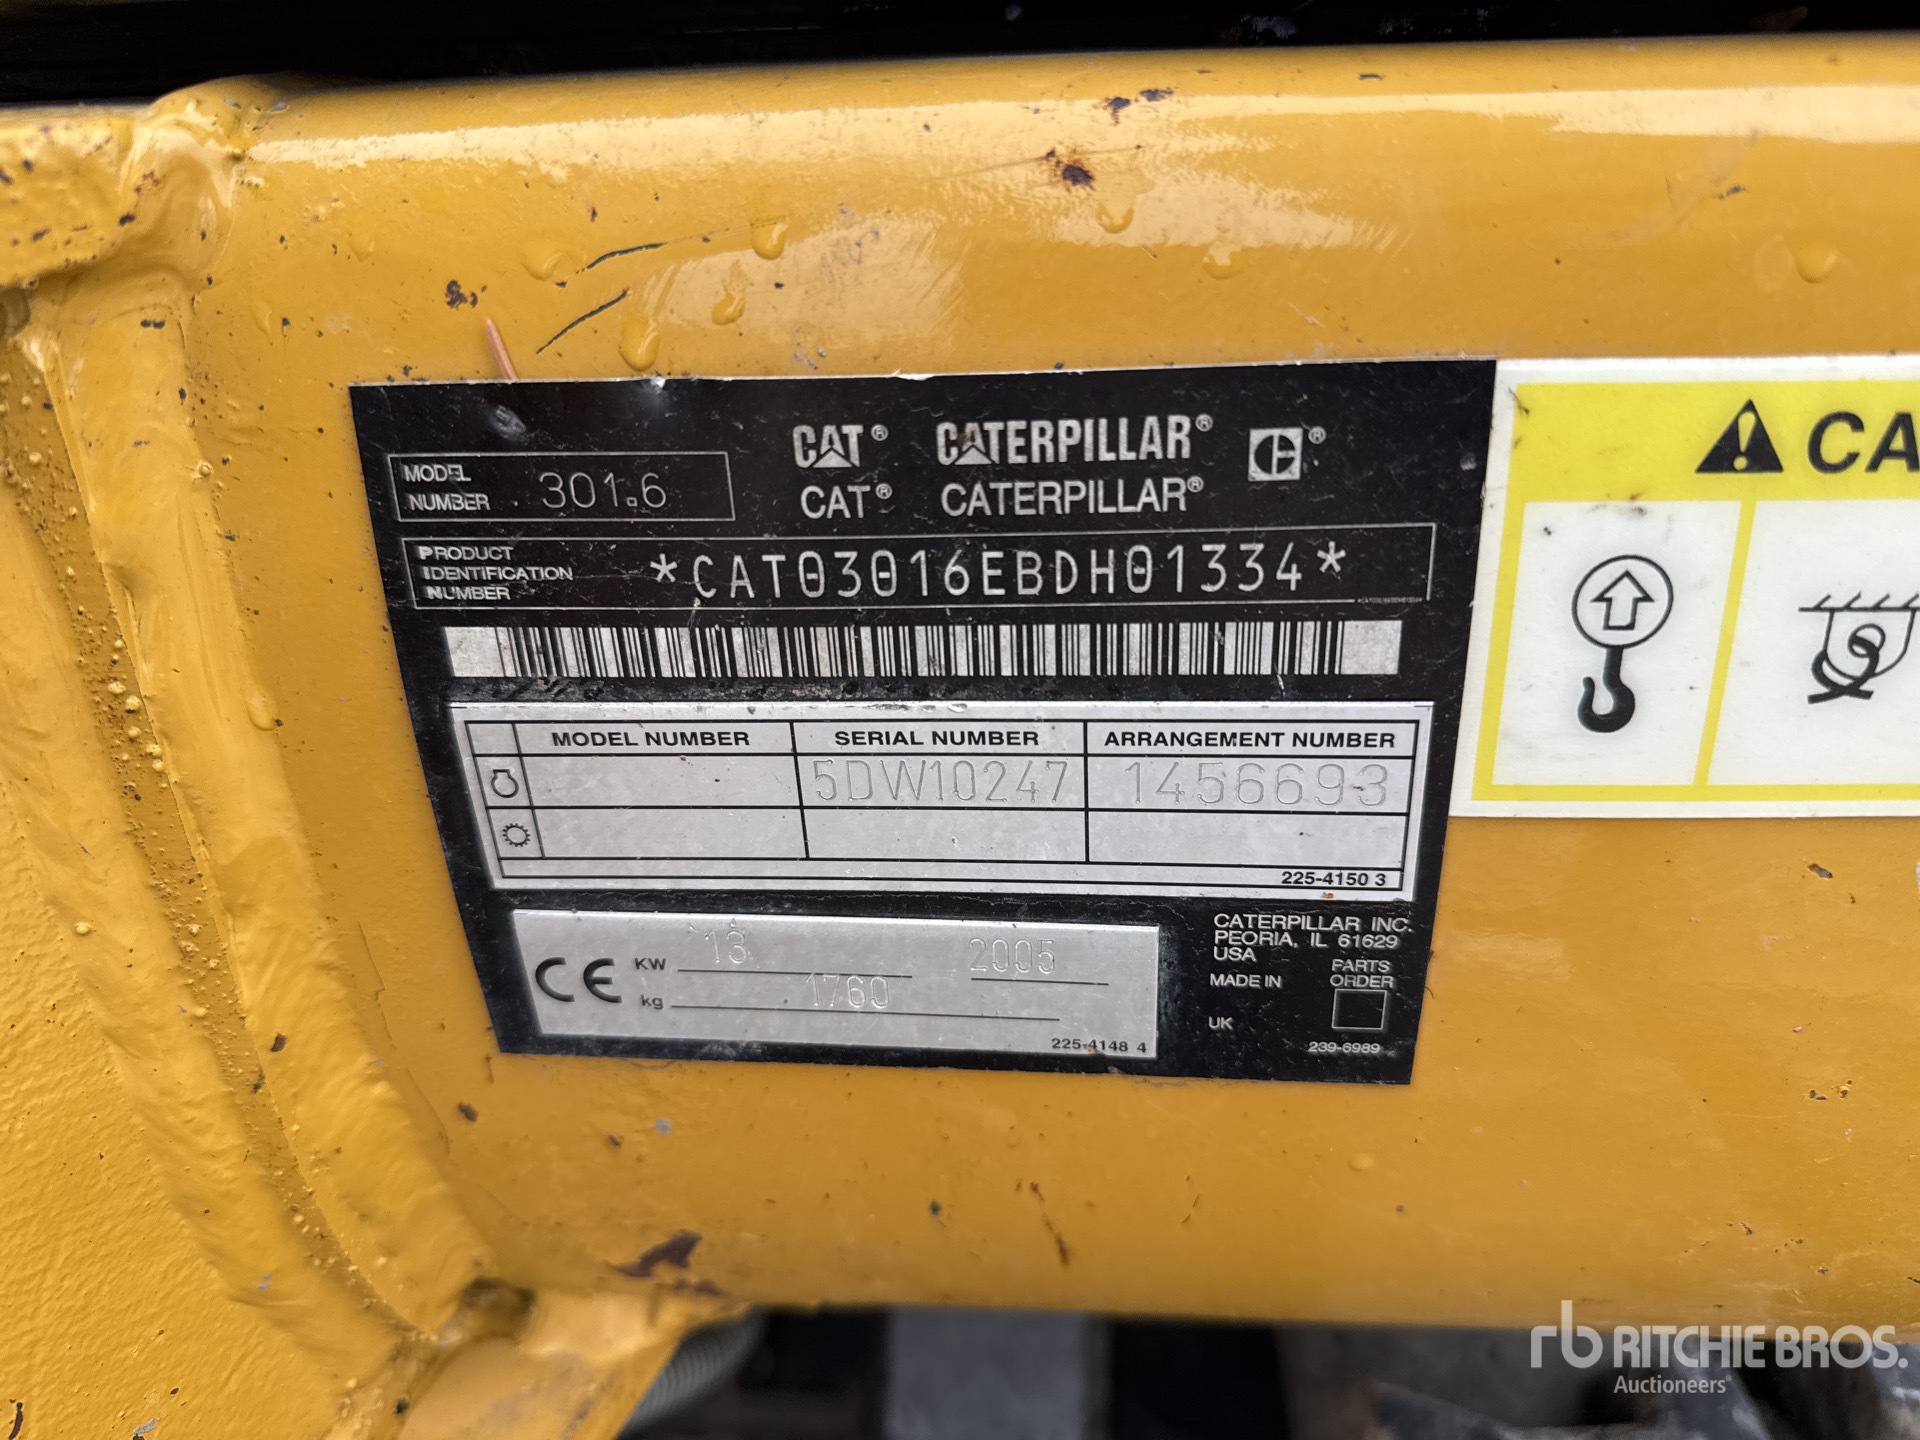 MODEL NUMBER 301.6
CAT® CATERPILLAR® ®
CAT® CATERPILLAR®
PRODUCT IDENTIFICATION NUMBER *CAT03016EBDH01334*
MODEL NUMBER SERIAL NUMBER ARRANGEMENT NUMBER
5DW10247 1456693
225-4150 3
CE KW 13 2005
kg 1760
225-4148 4
CATERPILLAR INC.
PEORIA, IL 61629
USA
MADE IN
UK
PARTS
ORDER
239-6989
CA
rb RITCHIE BROS.
Auctioneers